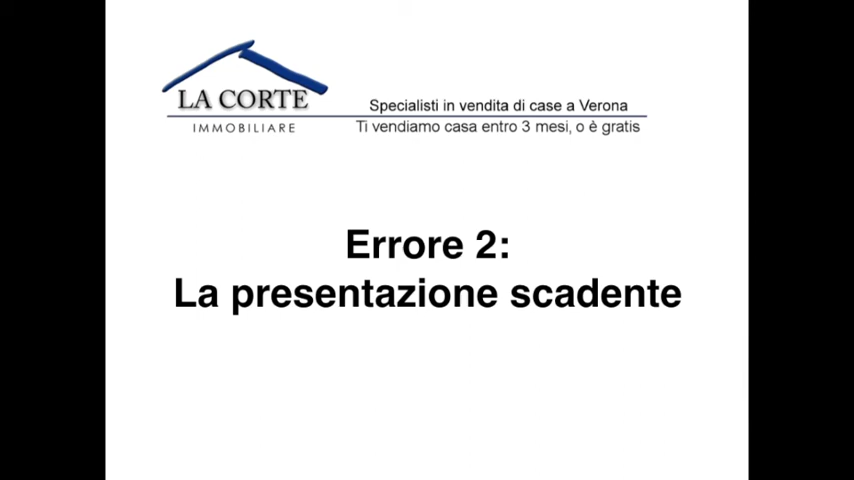 LA CORTE
IMMOBILIARE
Specialisti in vendita di case a Verona
Ti vendiamo casa entro 3 mesi, o è gratis
Errore 2:
La presentazione scadente